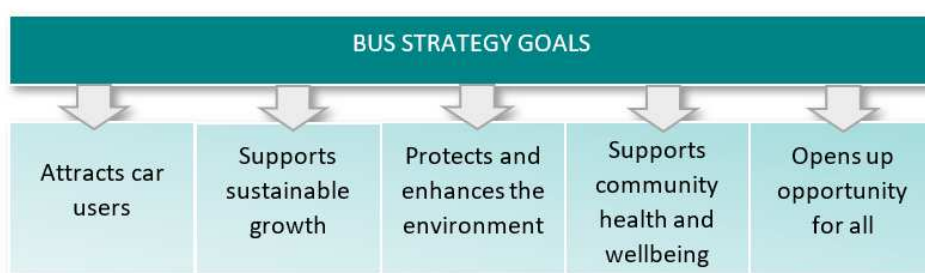 BUS STRATEGY GOALS
Attracts car
users
Supports
sustainable
growth
Protects and
enhances the
environment
Supports
community
health and
wellbeing
Opens up
opportunity
for all